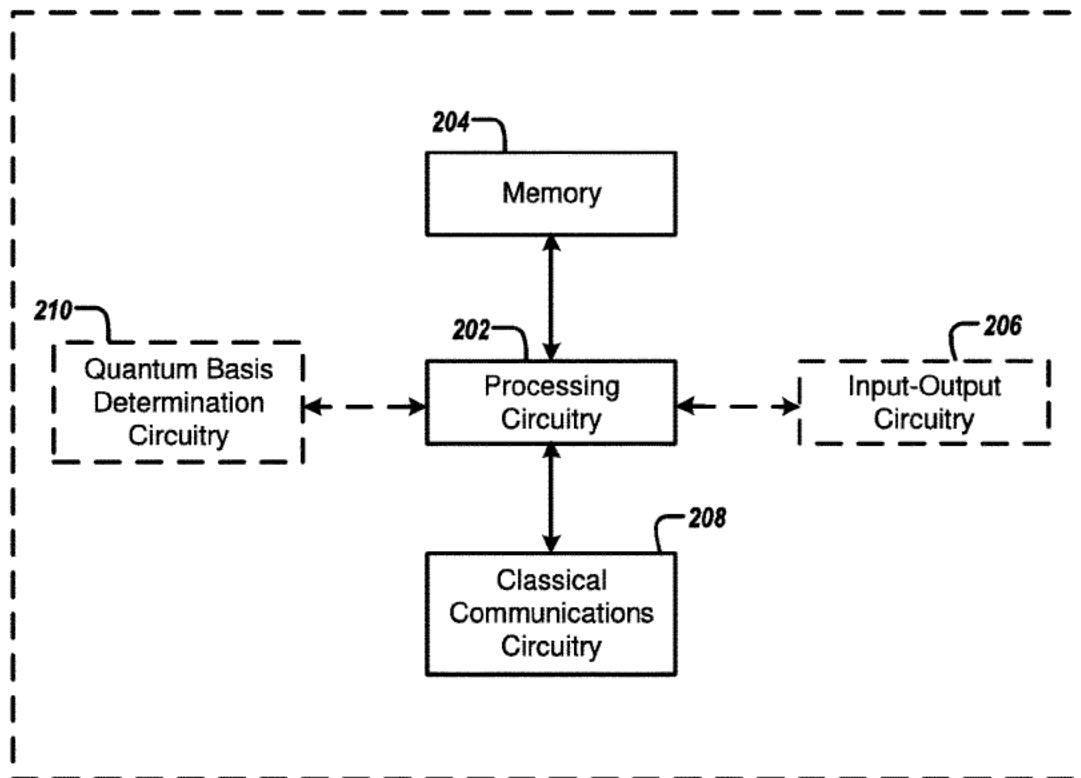 204
Memory
210
Quantum Basis
Determination
Circuitry
202
Processing
Circuitry
206
Input-Output
Circuitry
208
Classical
Communications
Circuitry